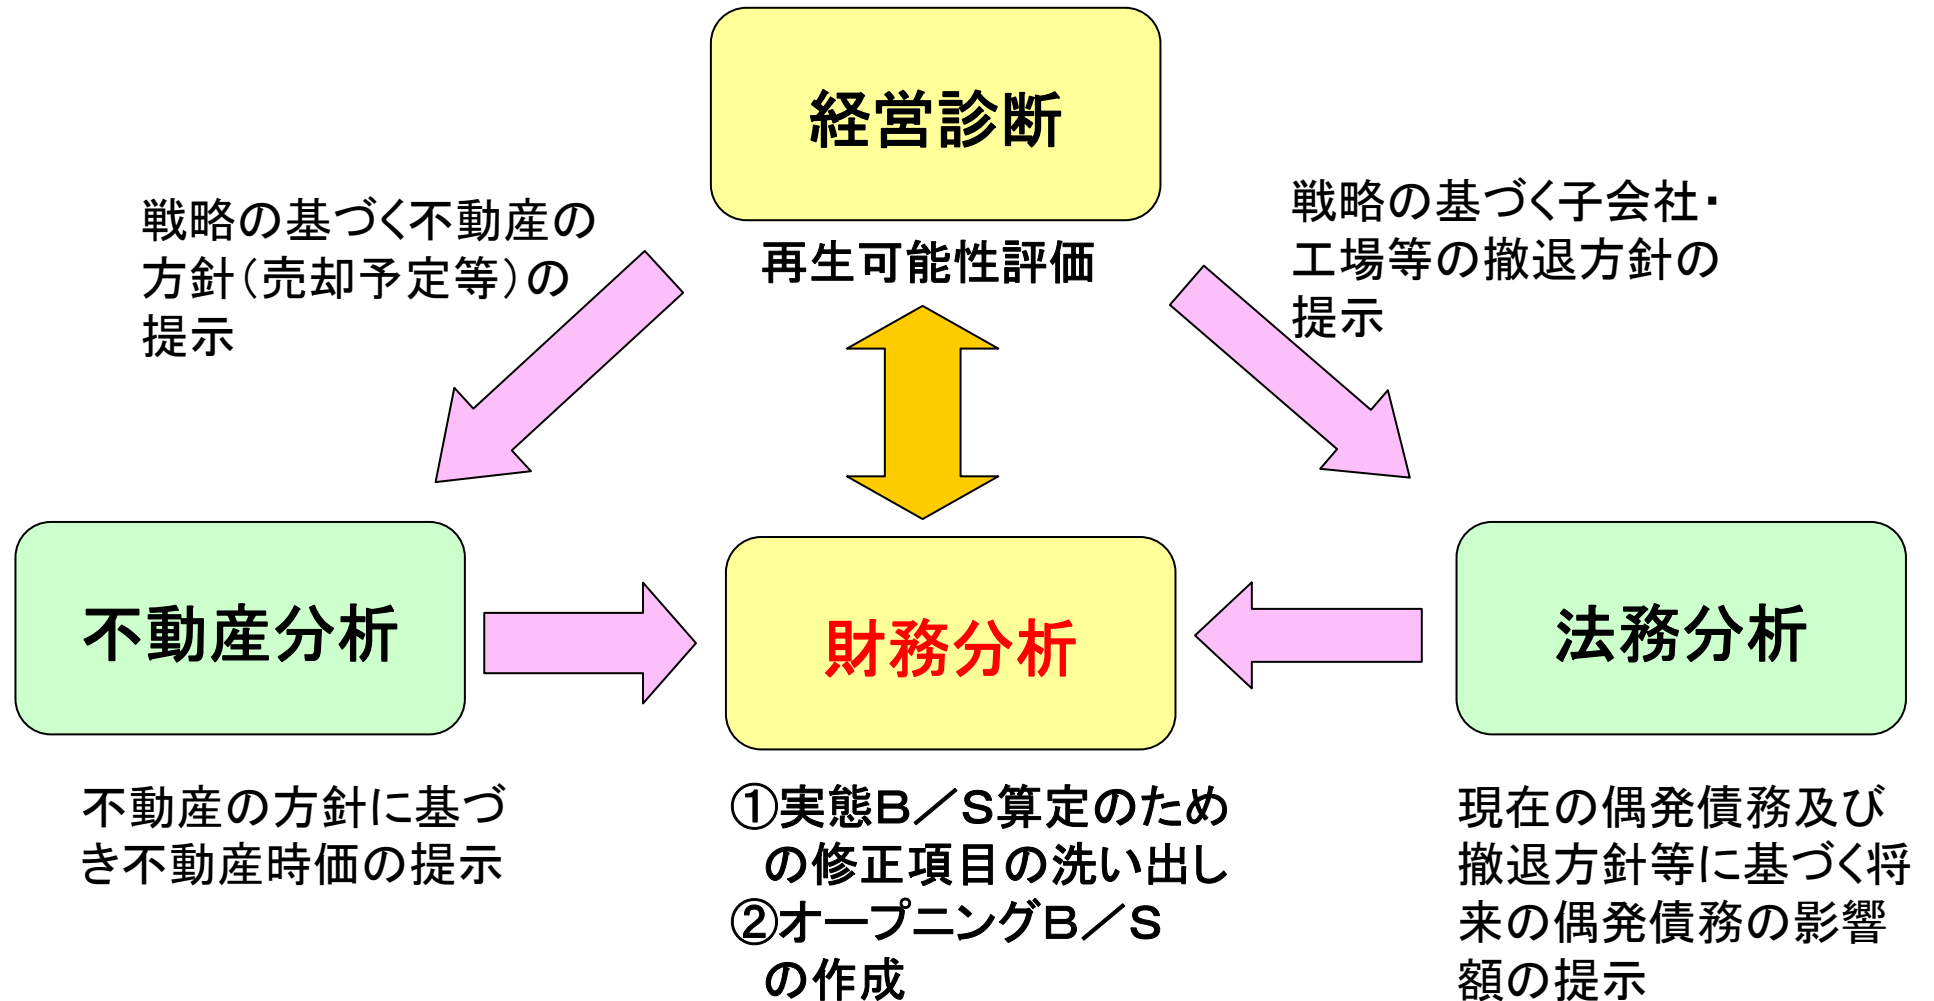 経営診断
再生可能性評価
戦略の基づく不動産の
方針(売却予定等)の
提示
戦略の基づく子会社・
工場等の撤退方針の
提示
不動産分析
財務分析
法務分析
不動産の方針に基づ
き不動産時価の提示
①実態B/S算定のため
の修正項目の洗い出し
②オープニングB/S
の作成
現在の偶発債務及び
撤退方針等に基づく将
来の偶発債務の影響
額の提示